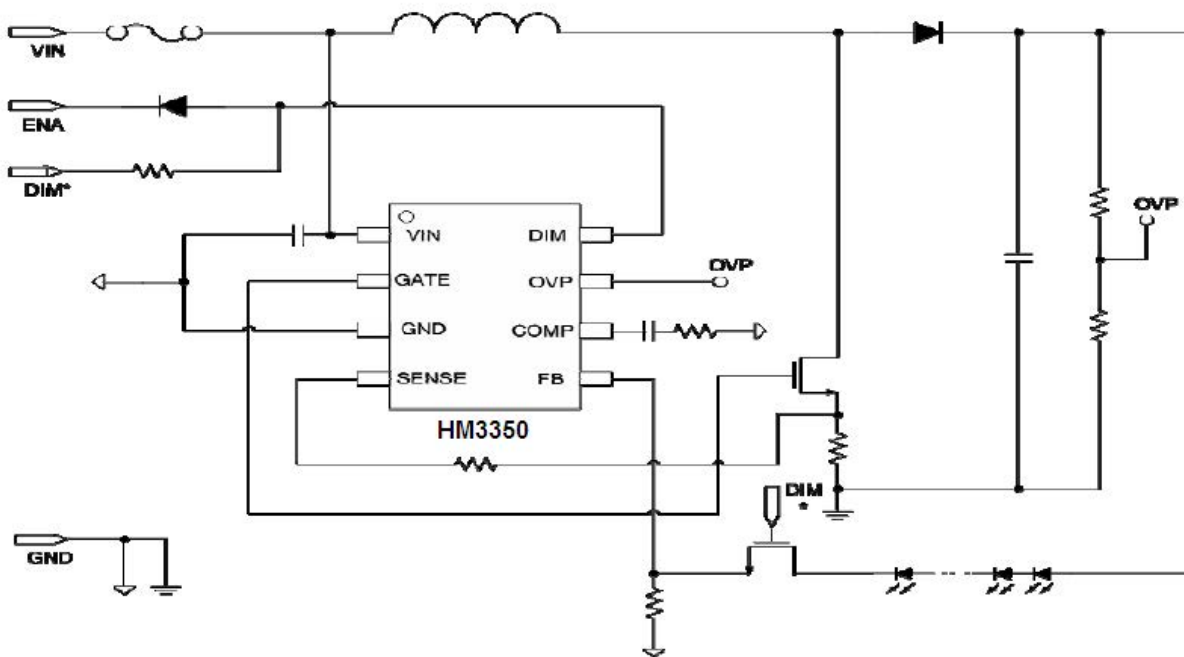 VIN
ENA
DIM*
OVP
VIN DIM
GATE OVP OVP
GND COMP
SENSE FB
HM3350
DIM
*
GND